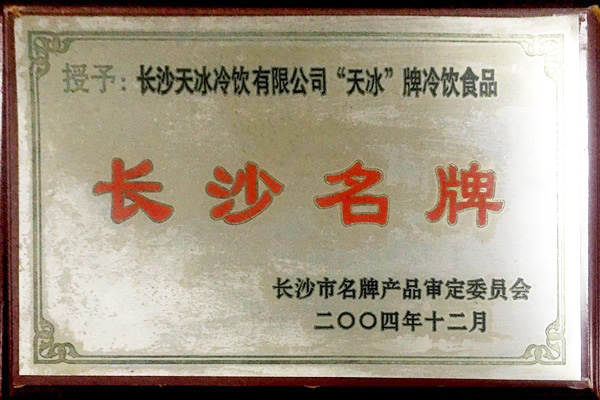 授予：长沙天冰冷饮有限公司“天冰”牌冷饮食品
长沙名牌
长沙市名牌产品审定委员会
二〇〇四年十二月